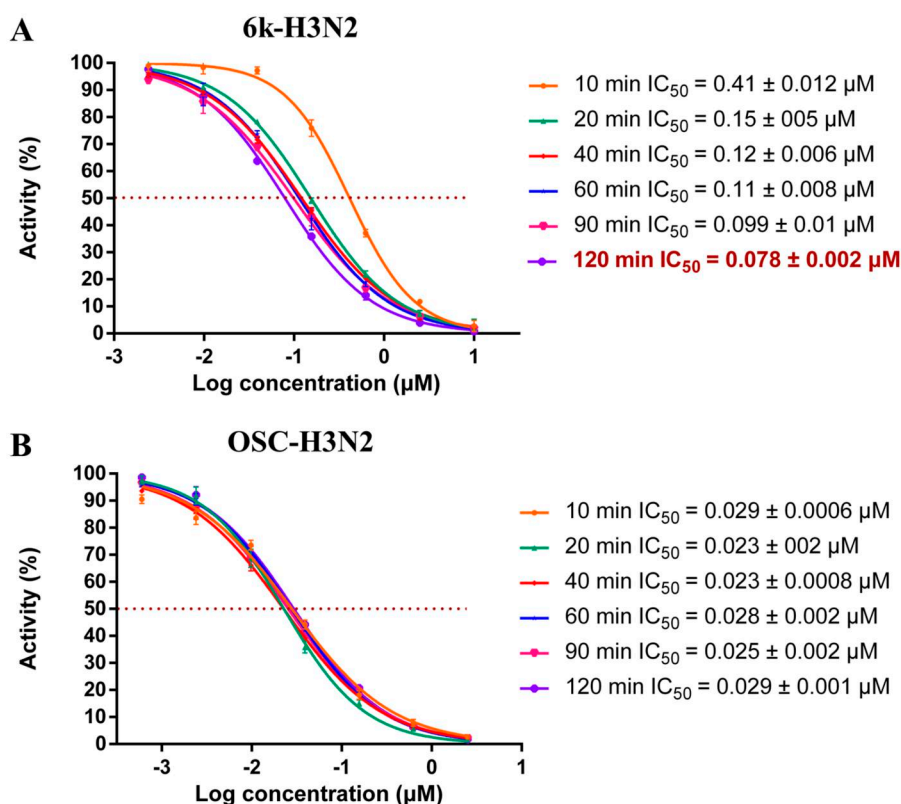 A
6k-H3N2
100
90
80
70
60
50
40
30
20
10
0
Activity (%)
-3 -2 -1 0 1
Log concentration (µM)
10 min IC50 = 0.41 ± 0.012 µM
20 min IC50 = 0.15 ± 005 µM
40 min IC50 = 0.12 ± 0.006 µM
60 min IC50 = 0.11 ± 0.008 µM
90 min IC50 = 0.099 ± 0.01 µM
120 min IC50 = 0.078 ± 0.002 µM
B
OSC-H3N2
100
90
80
70
60
50
40
30
20
10
0
Activity (%)
-3 -2 -1 0 1
Log concentration (µM)
10 min IC50 = 0.029 ± 0.0006 µM
20 min IC50 = 0.023 ± 002 µM
40 min IC50 = 0.023 ± 0.0008 µM
60 min IC50 = 0.028 ± 0.002 µM
90 min IC50 = 0.025 ± 0.002 µM
120 min IC50 = 0.029 ± 0.001 µM